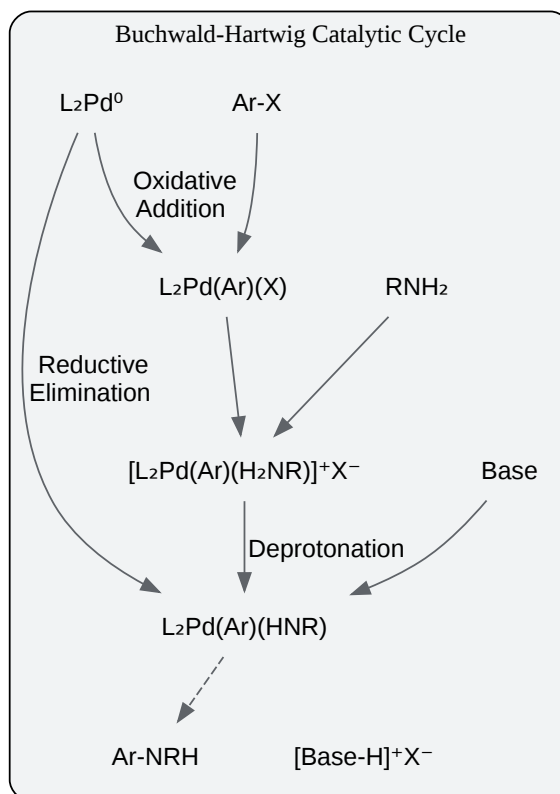 Buchwald-Hartwig Catalytic Cycle
L₂Pd⁰
Ar-X
Oxidative
Addition
L₂Pd(Ar)(X)
RNH₂
Reductive
Elimination
[L₂Pd(Ar)(H₂NR)]⁺X⁻
Base
Deprotonation
L₂Pd(Ar)(HNR)
Ar-NRH
[Base-H]⁺X⁻